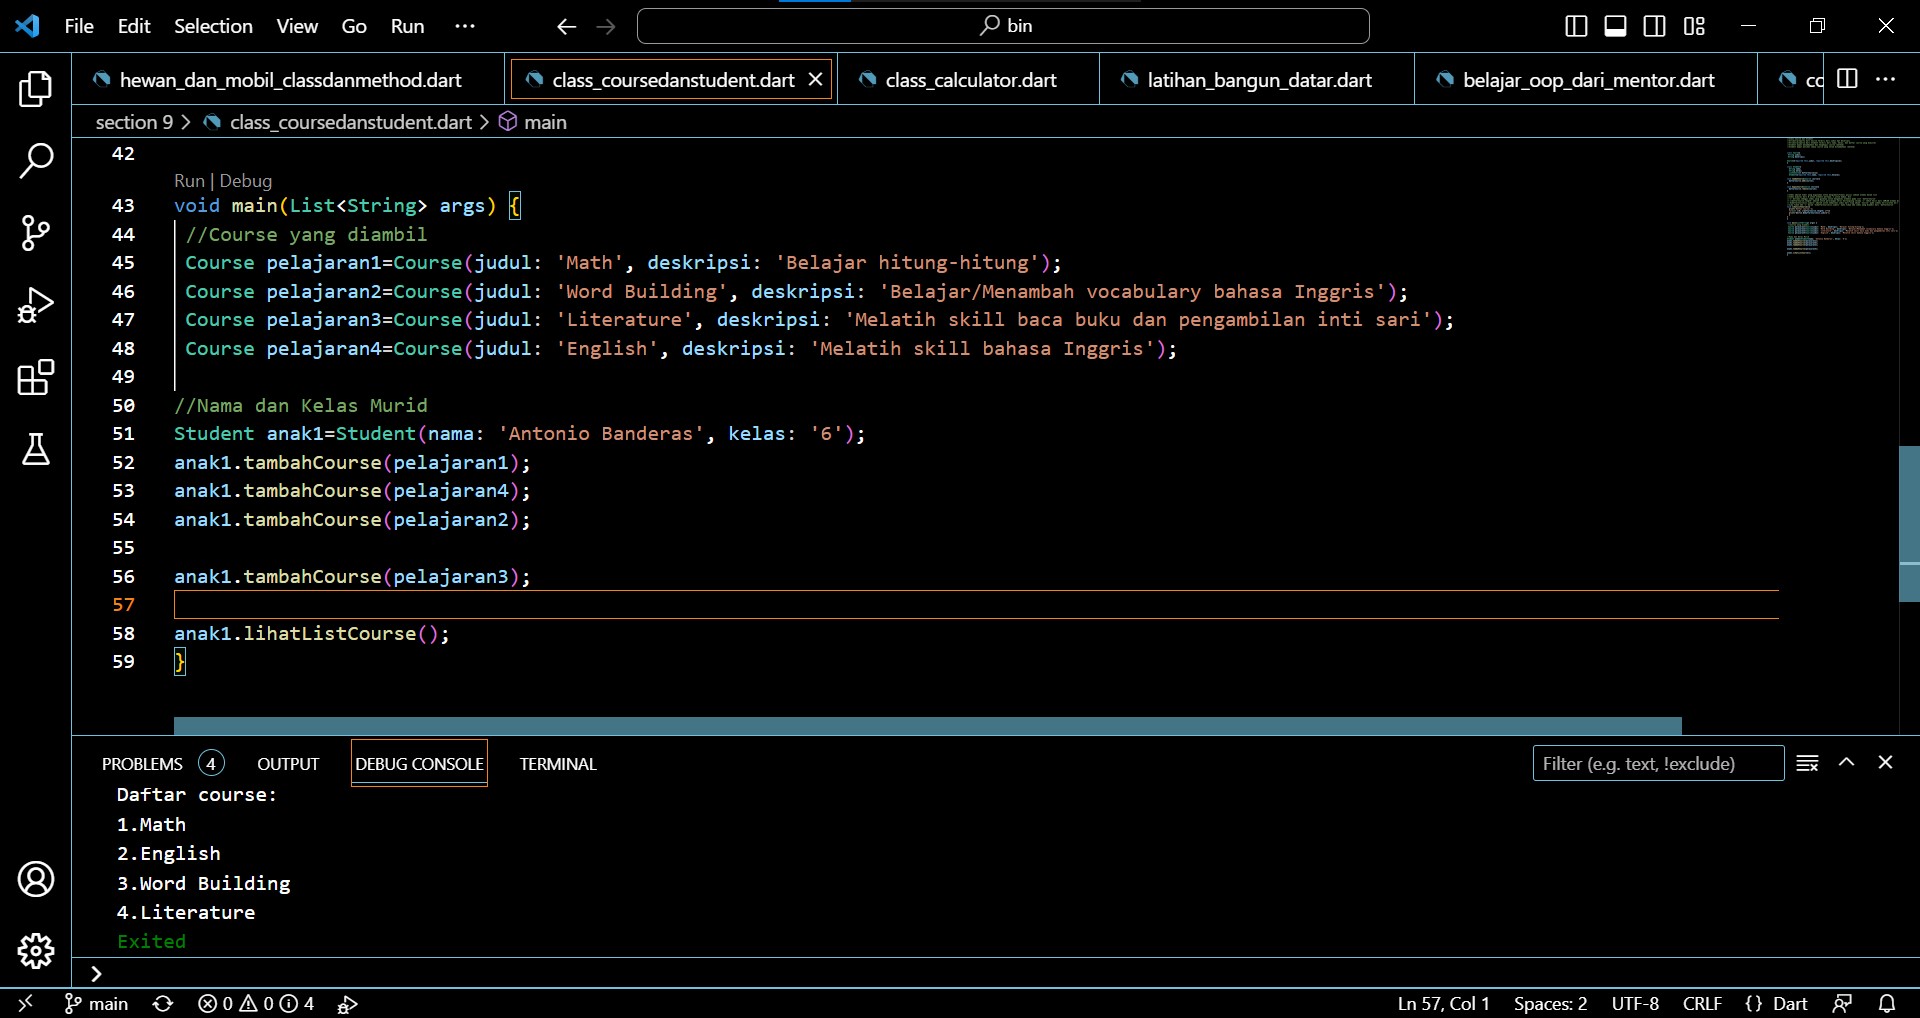 File Edit Selection View Go Run ··· bin
hewan_dan_mobil_classdanmethod.dart class_coursedanstudent.dart class_calculator.dart latihan_bangun_datar.dart belajar_oop_dari_mentor.dart
section 9 > class_coursedanstudent.dart > main
42
Run | Debug
43 void main(List<String> args) {
44 //Course yang diambil
45 Course pelajaran1=Course(judul: 'Math', deskripsi: 'Belajar hitung-hitung');
46 Course pelajaran2=Course(judul: 'Word Building', deskripsi: 'Belajar/Menambah vocabulary bahasa Inggris');
47 Course pelajaran3=Course(judul: 'Literature', deskripsi: 'Melatih skill baca buku dan pengambilan inti sari');
48 Course pelajaran4=Course(judul: 'English', deskripsi: 'Melatih skill bahasa Inggris');
49
50 //Nama dan Kelas Murid
51 Student anak1=Student(nama: 'Antonio Banderas', kelas: '6');
52 anak1.tambahCourse(pelajaran1);
53 anak1.tambahCourse(pelajaran4);
54 anak1.tambahCourse(pelajaran2);
55
56 anak1.tambahCourse(pelajaran3);
57
58 anak1.lihatListCourse();
59 }
PROBLEMS 4 OUTPUT DEBUG CONSOLE TERMINAL Filter (e.g. text, !exclude)
Daftar course:
1.Math
2.English
3.Word Building
4.Literature
Exited
main 0 0 4 Ln 57, Col 1 Spaces: 2 UTF-8 CRLF {} Dart